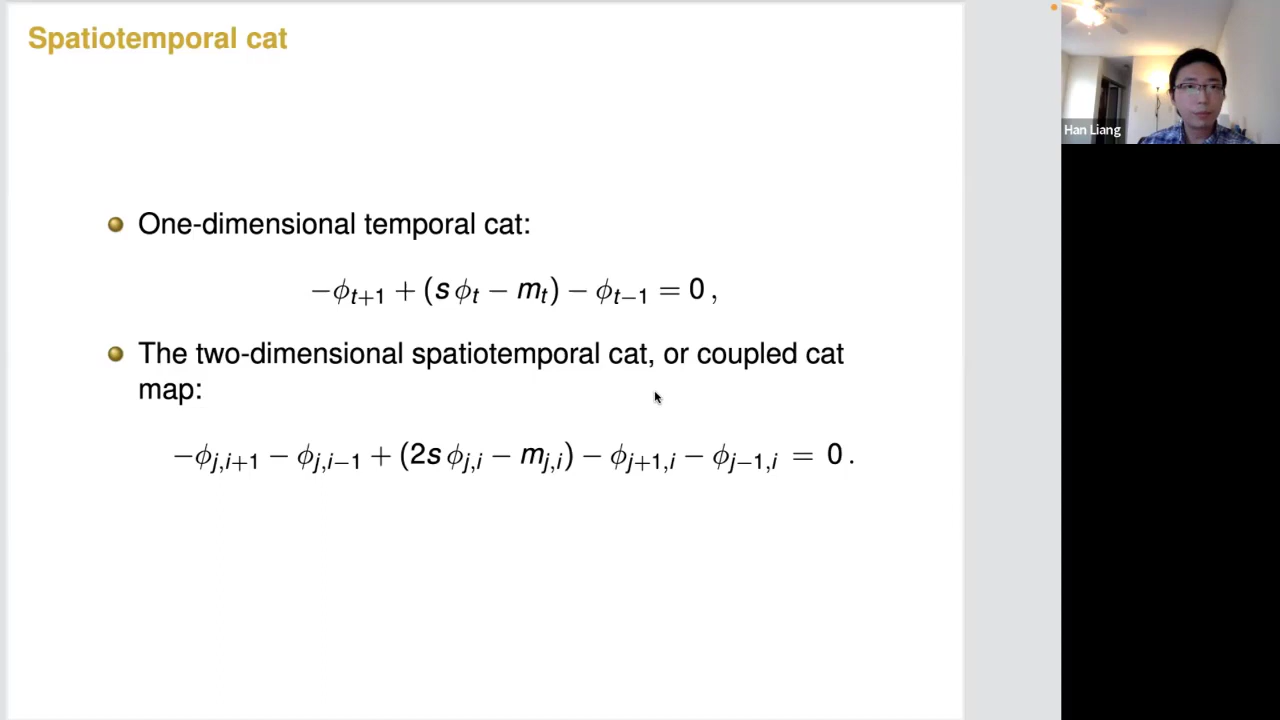 Spatiotemporal cat
One-dimensional temporal cat:
−ϕ_{t+1} + (s ϕ_t − m_t) − ϕ_{t−1} = 0 ,
The two-dimensional spatiotemporal cat, or coupled cat
map:
−ϕ_{j,i+1} − ϕ_{j,i−1} + (2s ϕ_{j,i} − m_{j,i}) − ϕ_{j+1,i} − ϕ_{j−1,i} = 0 .
Han Liang